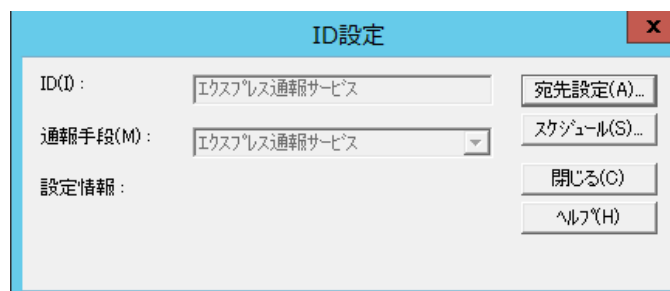 ID設定
x
ID(I) :
エクスプレス通報サービス
宛先設定(A)...
通報手段(M) :
エクスプレス通報サービス
スケジュール(S)...
設定情報 :
閉じる(C)
ヘルプ(H)